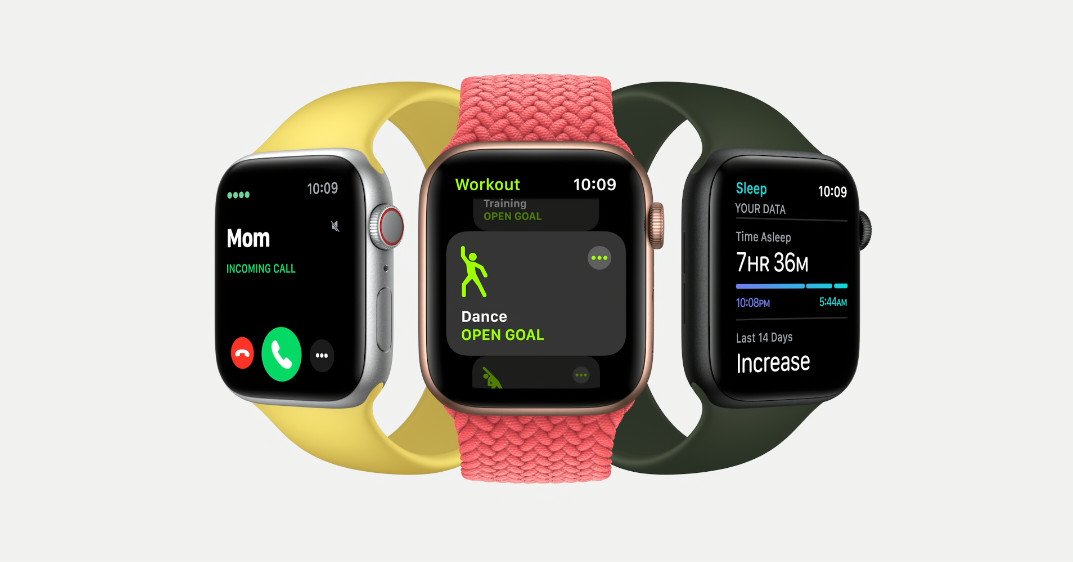 10:09
Mom
INCOMING CALL
Workout 10:09
Training
OPEN GOAL
Dance
OPEN GOAL
Sleep 10:09
YOUR DATA
Time Asleep
7HR 36M
10:08PM 5:44AM
Last 14 Days
Increase